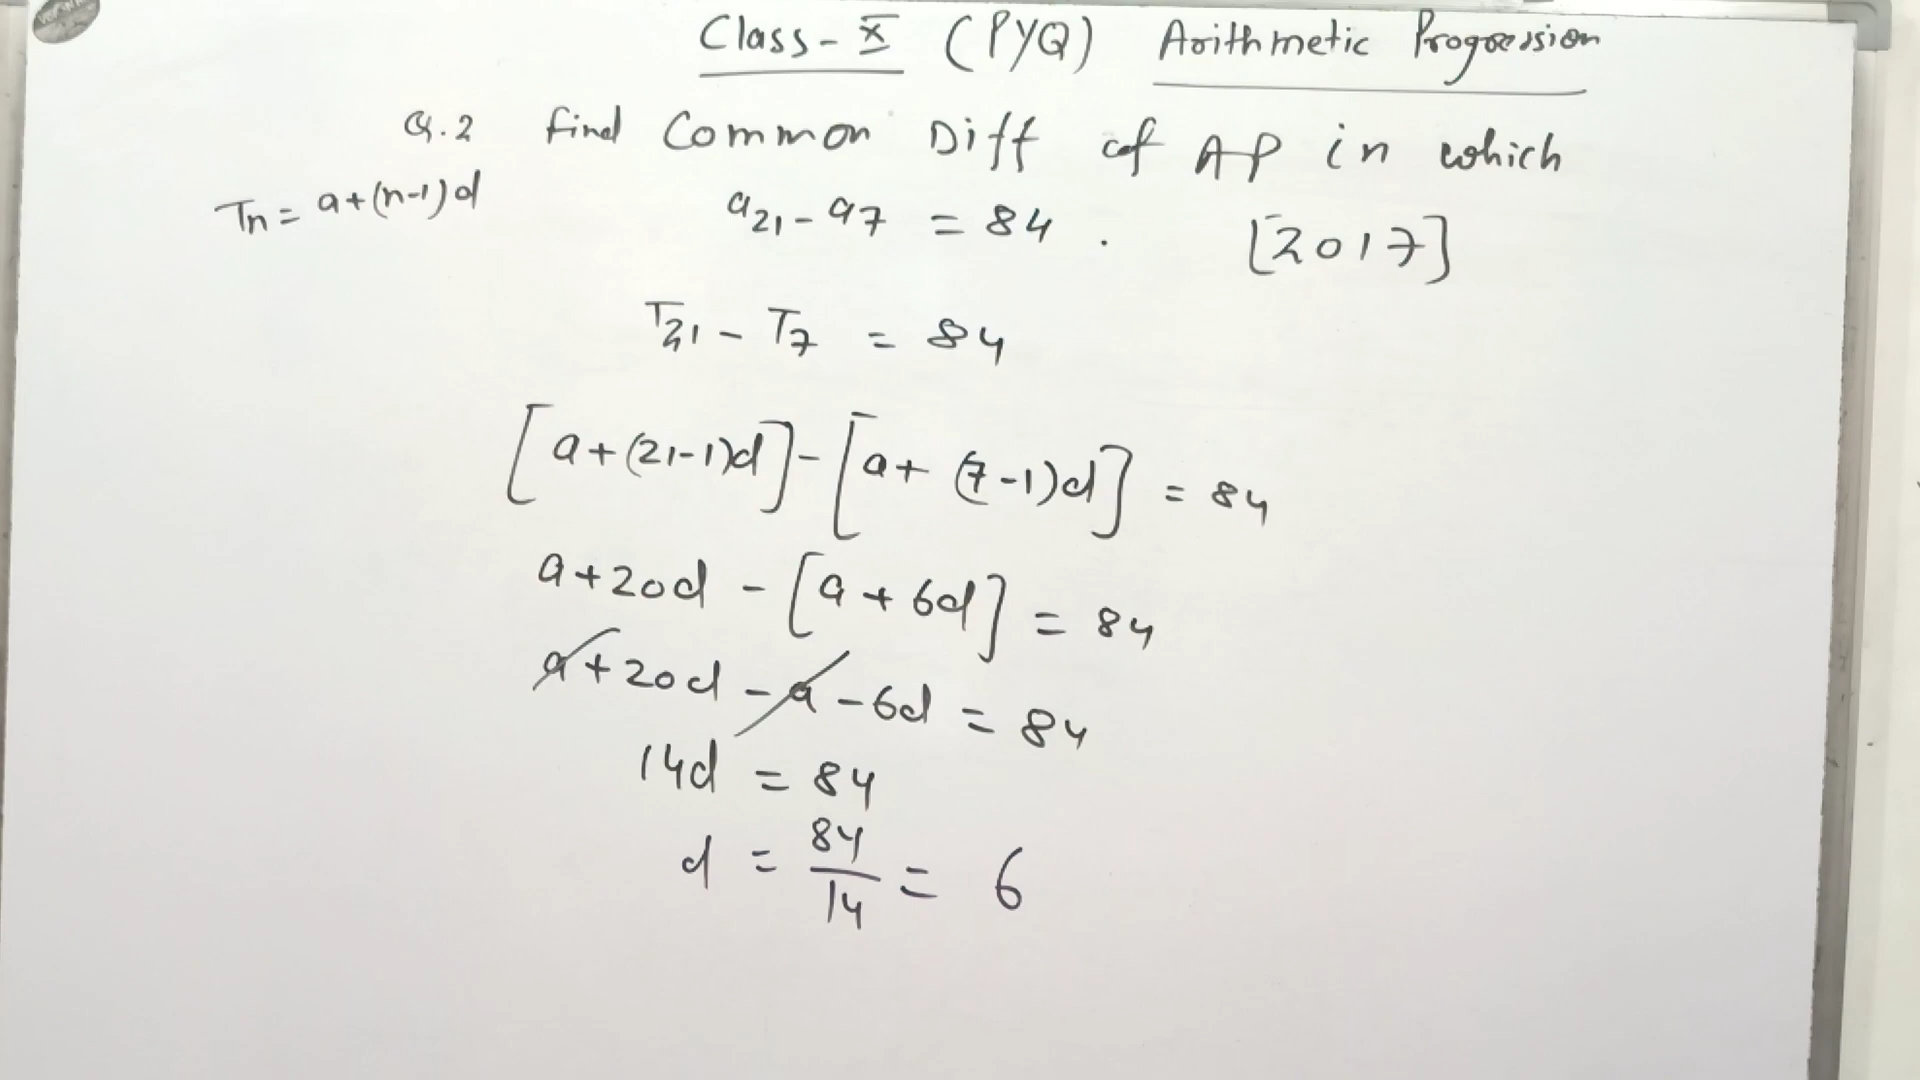 Class-X (PYQ) Arithmetic Progression
Q.2 Find Common Diff of AP in which
Tn = a+(n-1)d
a21 - a7 = 84 . [2017]
T21 - T7 = 84
[a+(21-1)d]-[a+ (7-1)d] = 84
a+20d - [a+6d] = 84
a+20d -a -6d = 84
14d = 84
d = 84/14 = 6